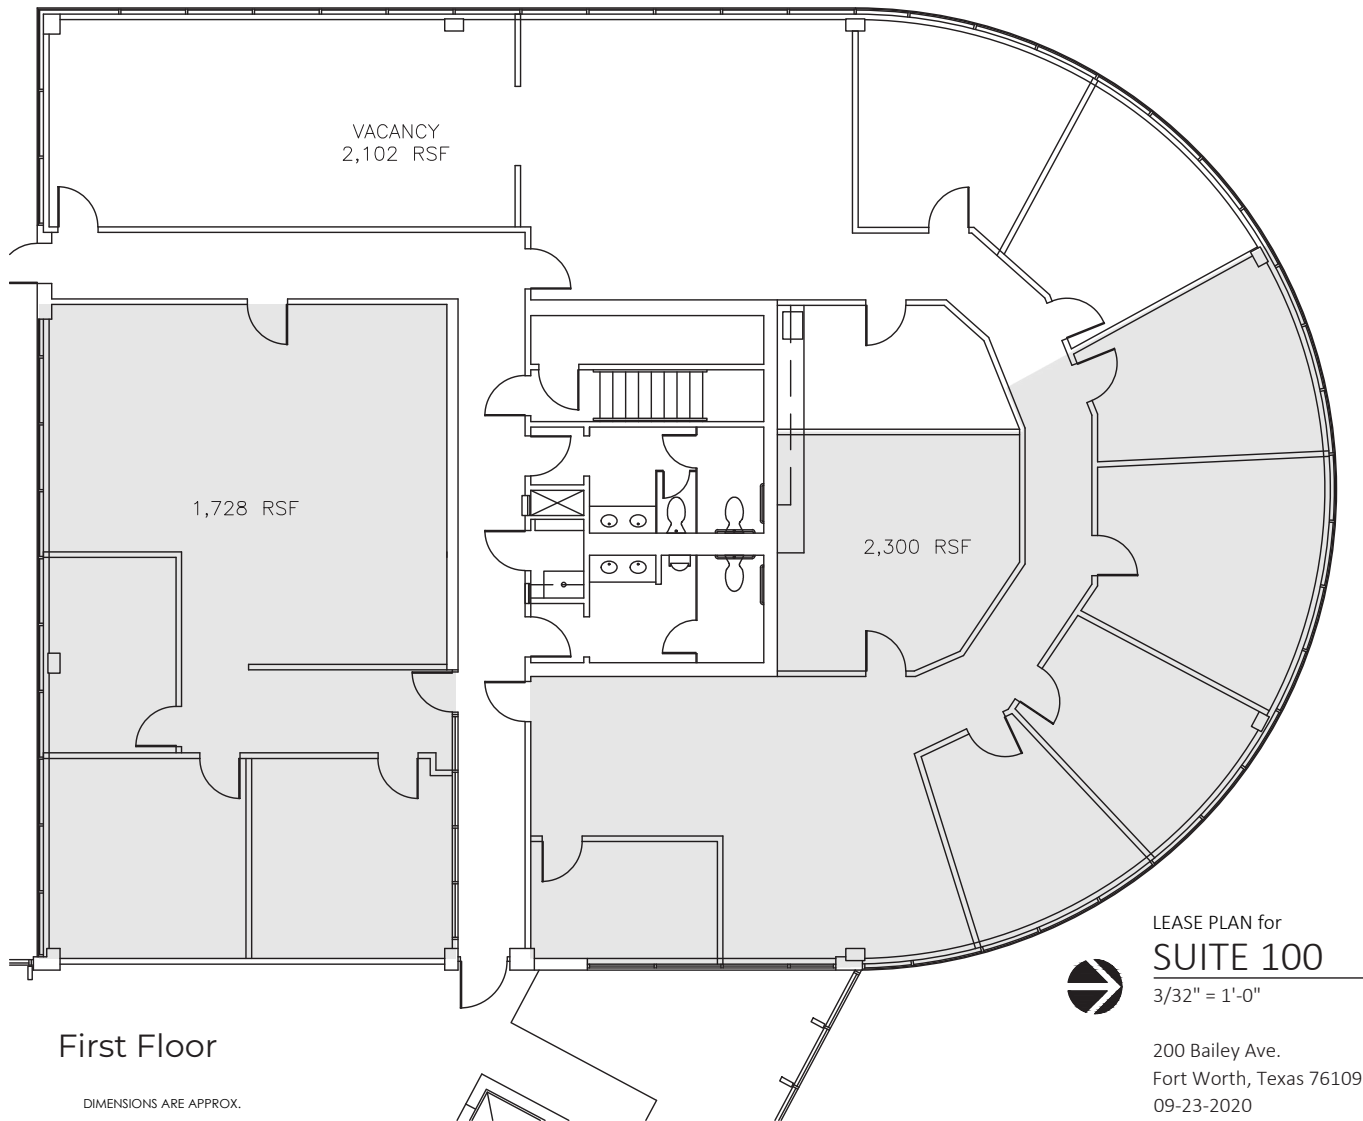 VACANCY
2,102 RSF
1,728 RSF
2,300 RSF
LEASE PLAN for
SUITE 100
3/32" = 1'-0"
200 Bailey Ave.
Fort Worth, Texas 76109
09-23-2020
First Floor
DIMENSIONS ARE APPROX.